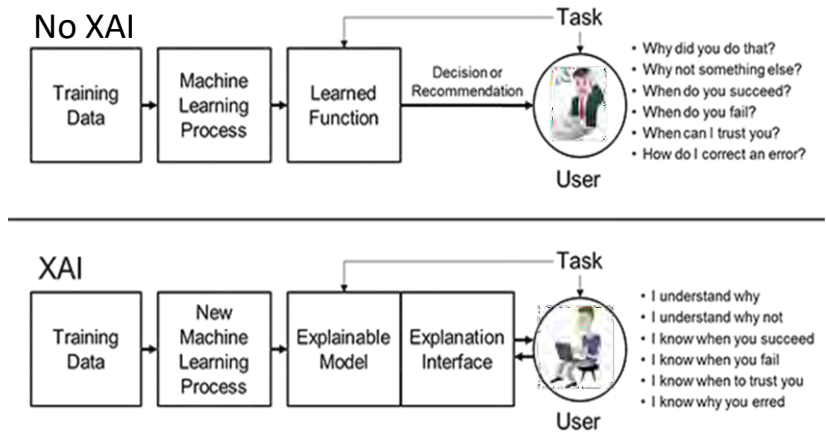 No XAI
Task
Training
Data
Machine
Learning
Process
Learned
Function
Decision or
Recommendation
User
• Why did you do that?
• Why not something else?
• When do you succeed?
• When do you fail?
• When can I trust you?
• How do I correct an error?
XAI
Task
Training
Data
New
Machine
Learning
Process
Explainable
Model
Explanation
Interface
User
• I understand why
• I understand why not
• I know when you succeed
• I know when you fail
• I know when to trust you
• I know why you erred